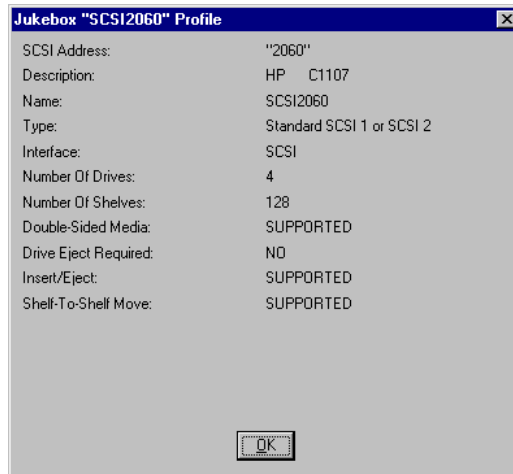 Jukebox "SCSI2060" Profile
SCSI Address: "2060"
Description: HP C1107
Name: SCSI2060
Type: Standard SCSI 1 or SCSI 2
Interface: SCSI
Number Of Drives: 4
Number Of Shelves: 128
Double-Sided Media: SUPPORTED
Drive Eject Required: NO
Insert/Eject: SUPPORTED
Shelf-To-Shelf Move: SUPPORTED
OK